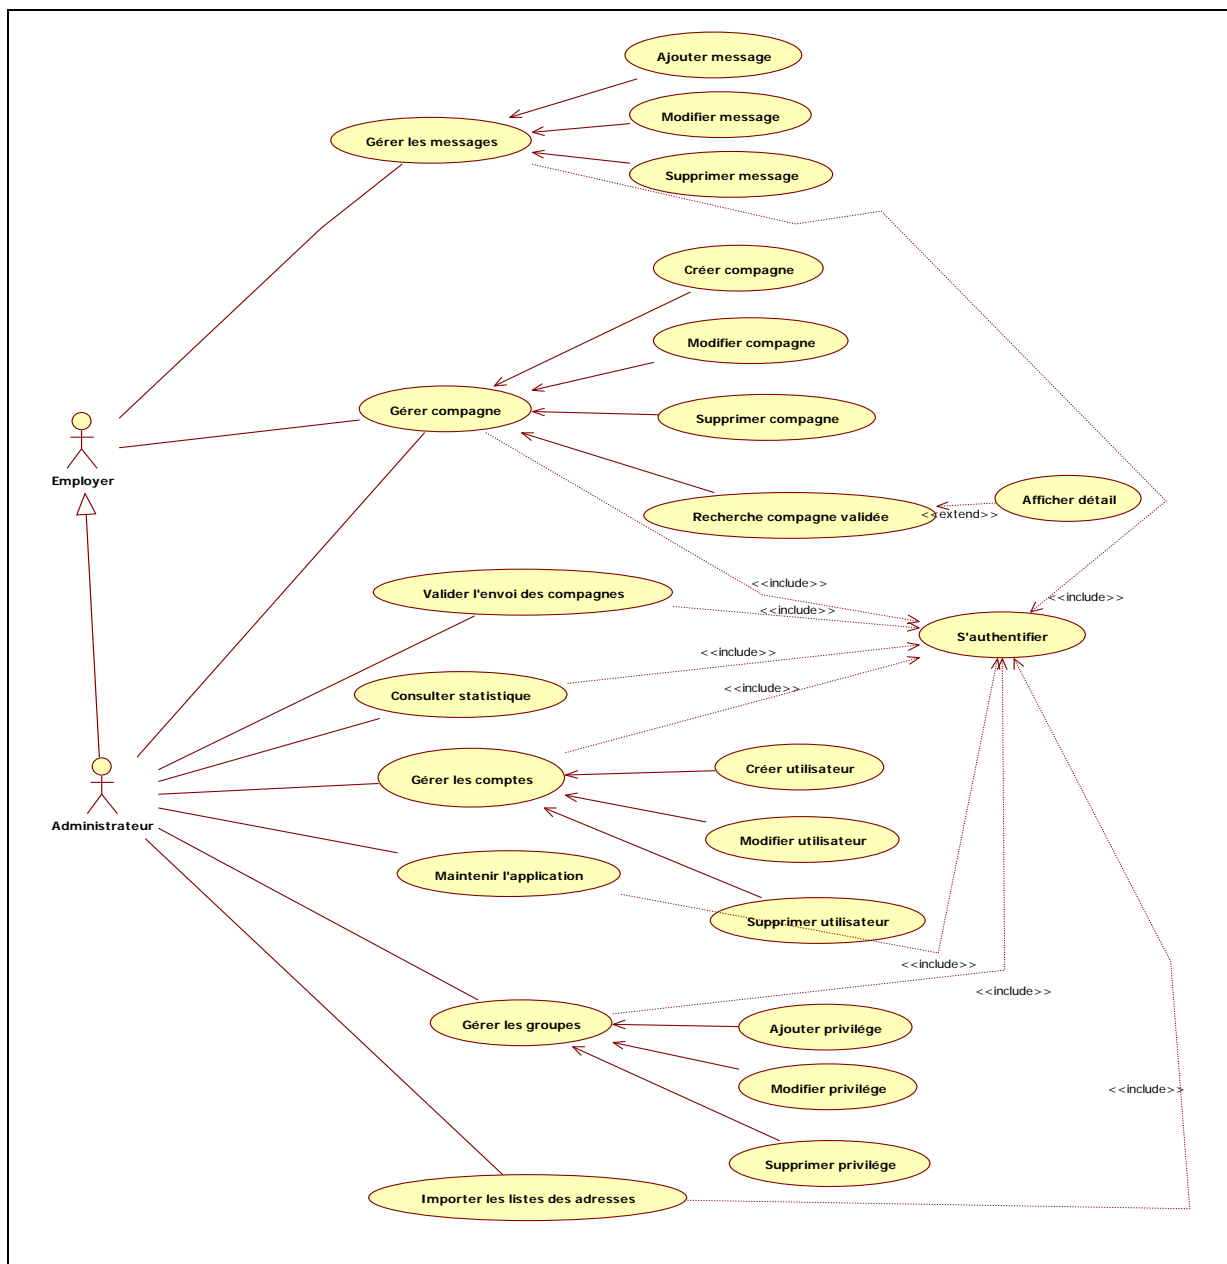 Ajouter message
Modifier message
Gérer les messages
Supprimer message
Créer compagne
Modifier compagne
Gérer compagne
Supprimer compagne
Employer
Afficher détail
Recherche compagne validée
<<extend>>
<<include>>
Valider l'envoi des compagnes
<<include>>
<<include>>
S'authentifier
<<include>>
<<include>>
Consulter statistique
Créer utilisateur
Gérer les comptes
Administrateur
Modifier utilisateur
Maintenir l'application
Supprimer utilisateur
<<include>>
<<include>>
Gérer les groupes
Ajouter privilége
Modifier privilége
<<include>>
Supprimer privilége
Importer les listes des adresses